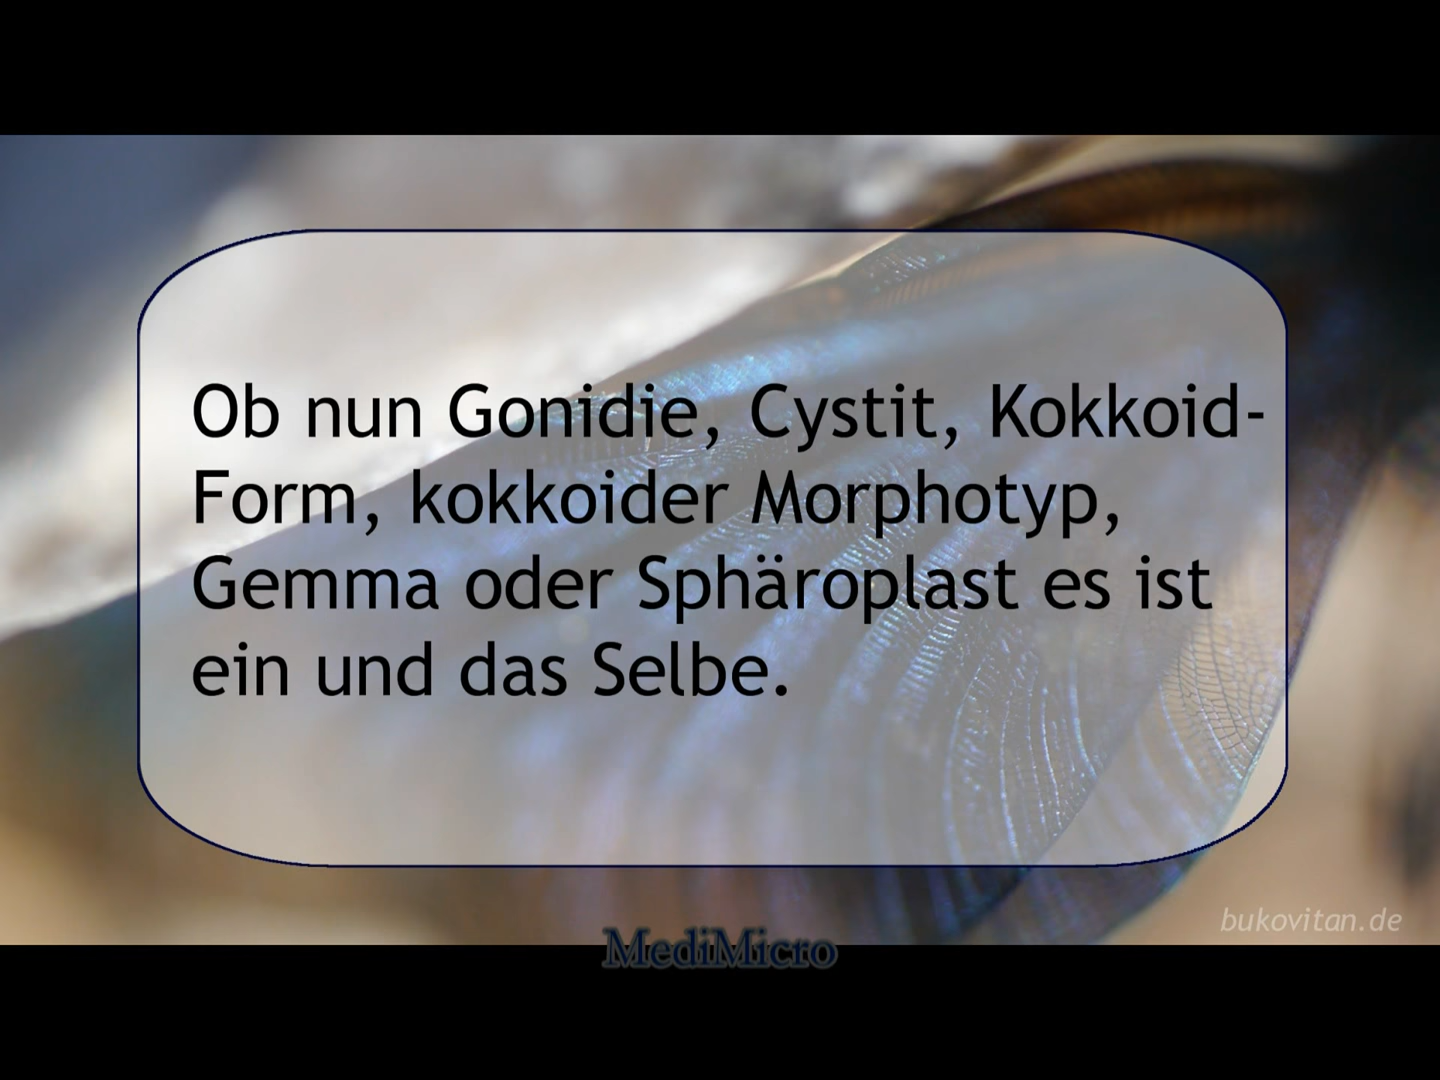 Ob nun Gonidie, Cystit, Kokkoid-
Form, kokkoider Morphotyp,
Gemma oder Sphäroplast es ist
ein und das Selbe.
bukovitan.de
MediMicro